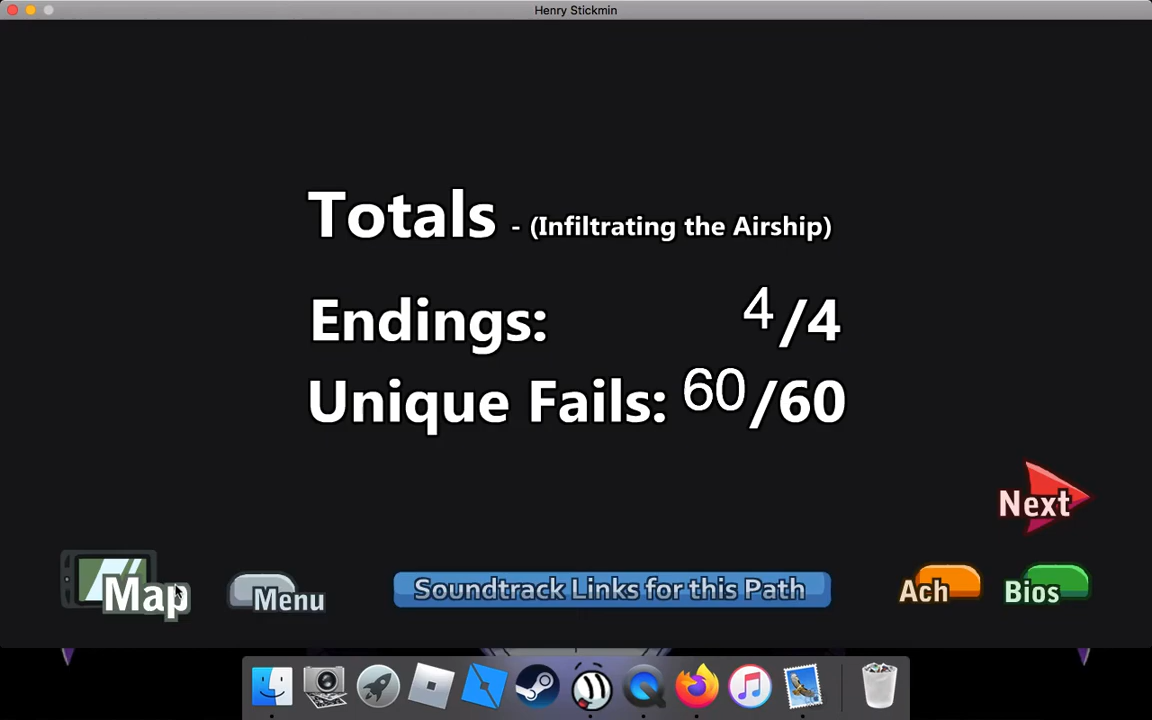 Henry Stickmin
Totals - (Infiltrating the Airship)
Endings: 4/4
Unique Fails: 60/60
Next
Map
Menu
Soundtrack Links for this Path
Ach
Bios